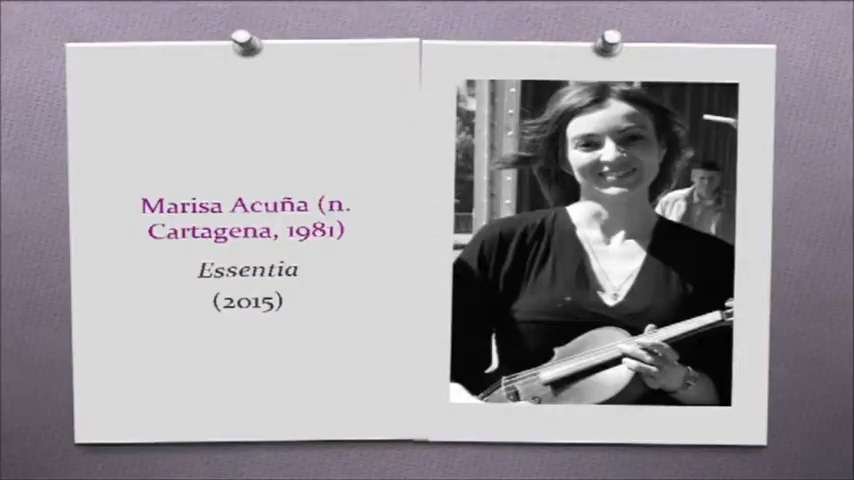 Marisa Acuña (n.
Cartagena, 1981)
Essentia
(2015)